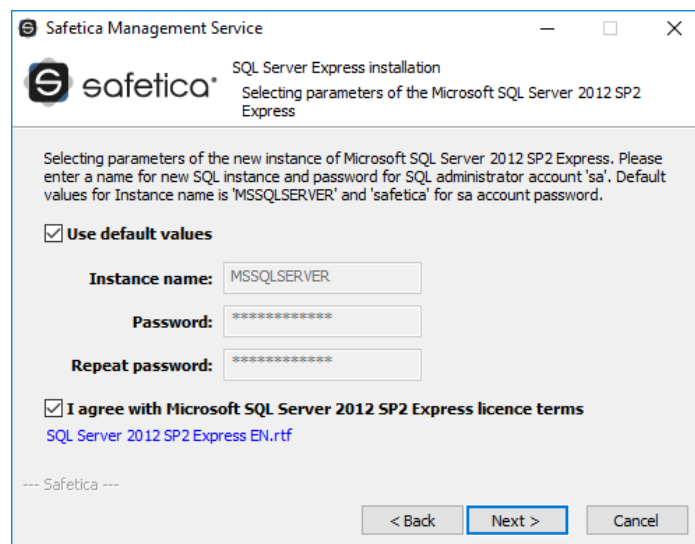 Safetica Management Service
safetica
SQL Server Express installation
Selecting parameters of the Microsoft SQL Server 2012 SP2
Express
Selecting parameters of the new instance of Microsoft SQL Server 2012 SP2 Express. Please
enter a name for new SQL instance and password for SQL administrator account 'sa'. Default
values for Instance name is 'MSSQLSERVER' and 'safetica' for sa account password.
Use default values
Instance name: MSSQLSERVER
Password: ************
Repeat password: ************
I agree with Microsoft SQL Server 2012 SP2 Express licence terms
SQL Server 2012 SP2 Express EN.rtf
--- Safetica ---
< Back Next > Cancel